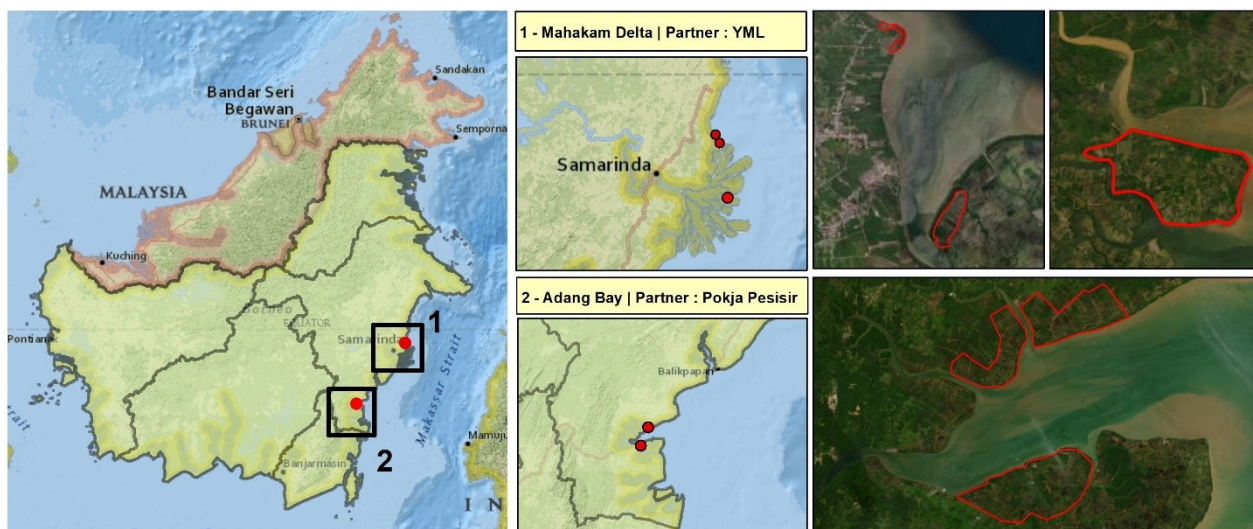 Sandakan
Bandar Seri
Begawan
BRUNEI
Semporna
MALAYSIA
Kuching
Borneo
EQUATOR
Pontianak
Samarinda
1
Makassar Strait
trait
Mamuju
2
Banjarmasin
I N
1 - Mahakam Delta | Partner : YML
Samarinda
2 - Adang Bay | Partner : Pokja Pesisir
Balikpapan